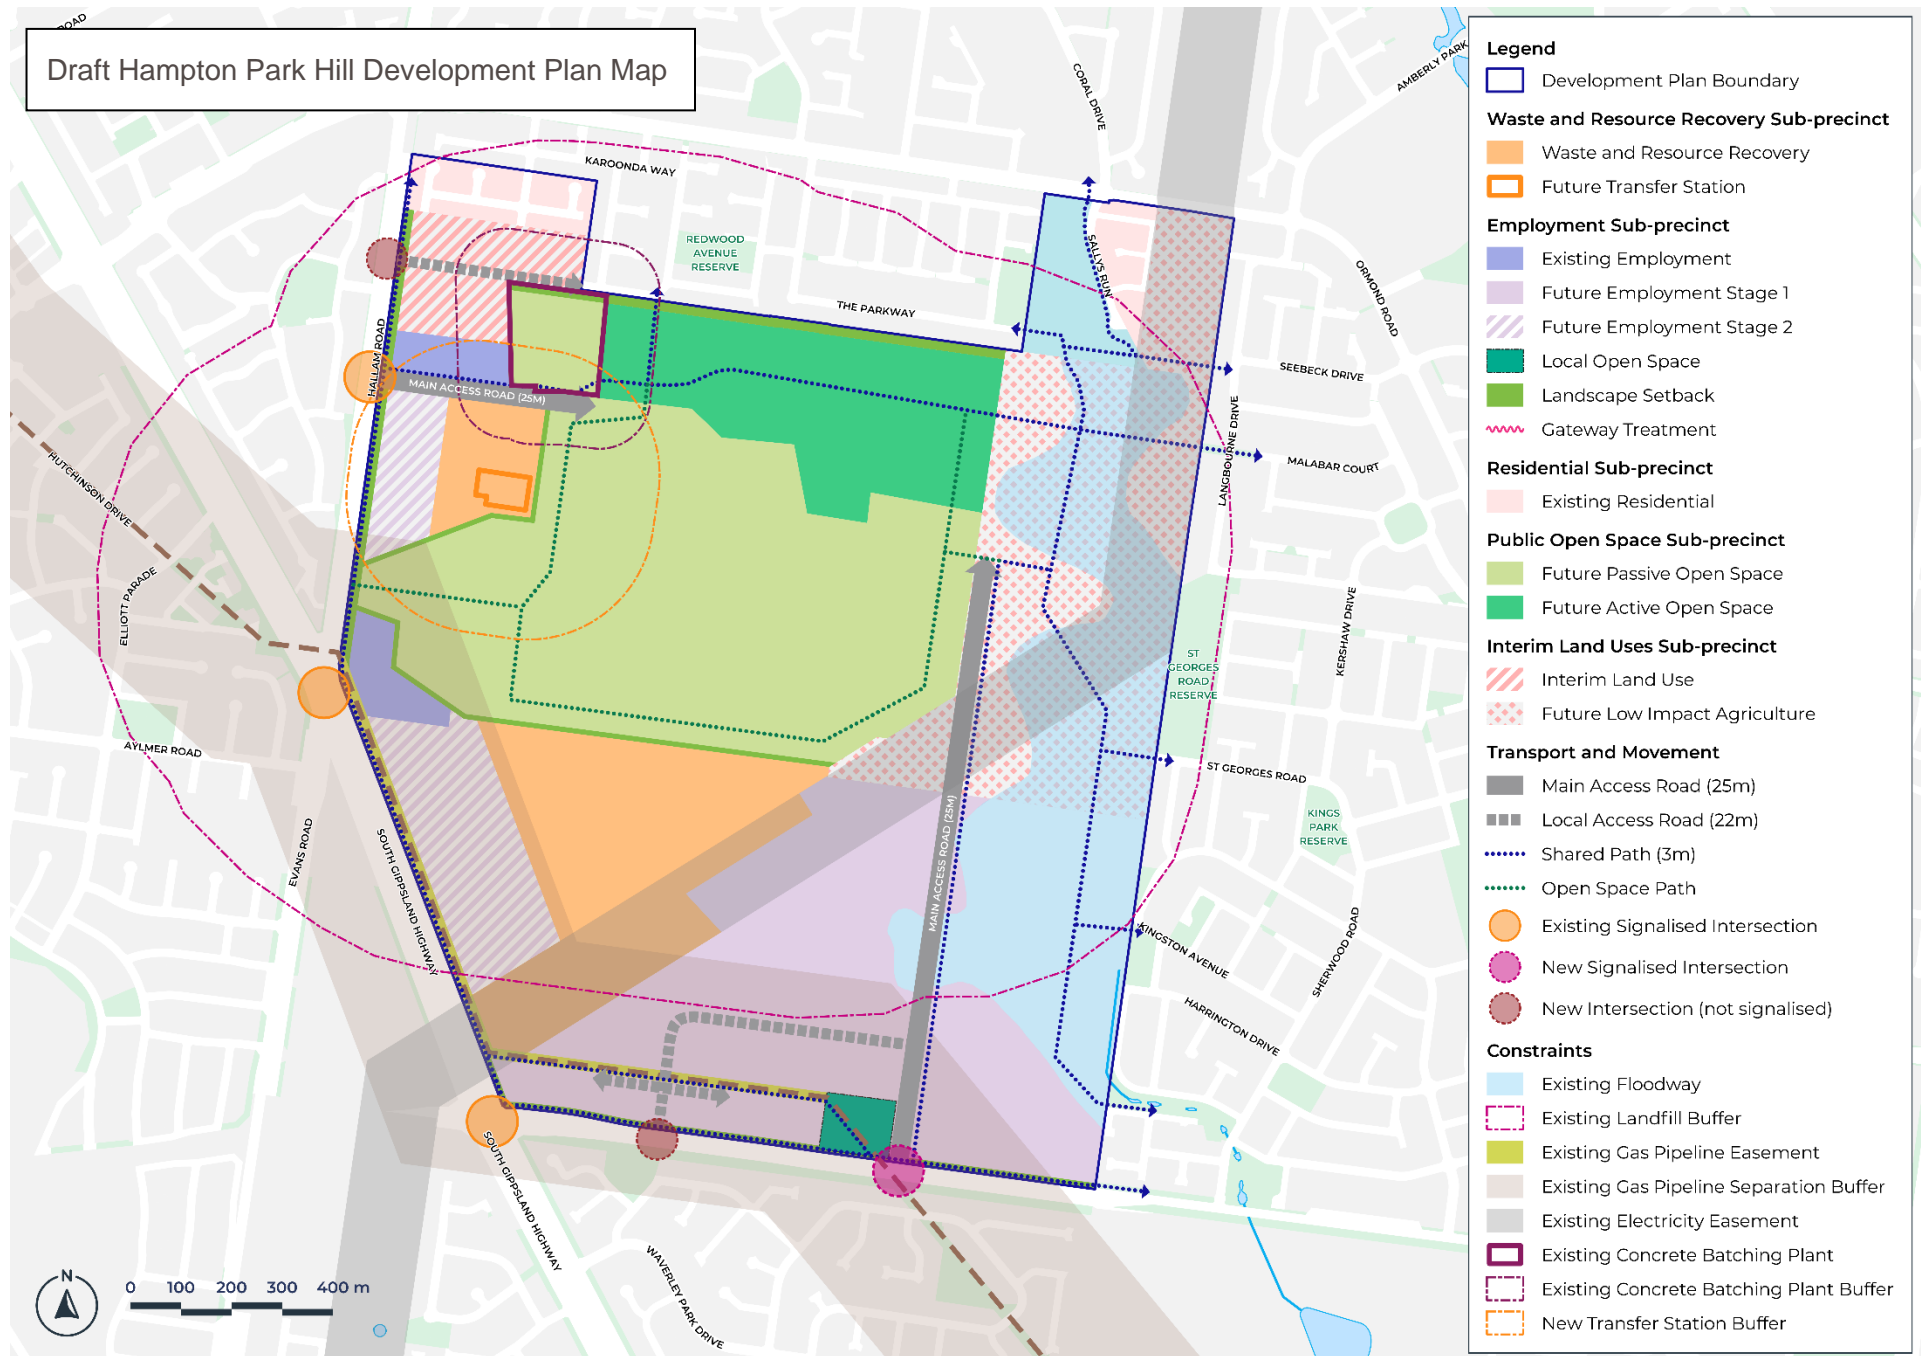 ROAD
Draft Hampton Park Hill Development Plan Map
CORAL DRIVE
AMBERLY PARK
KAROONDA WAY
REDWOOD
AVENUE
RESERVE
SALLYS RUN
ORMOND ROAD
THE PARKWAY
HALLAM ROAD
SEEBECK DRIVE
MAIN ACCESS ROAD (25M)
LANGBOURNE DRIVE
MALABAR COURT
HUTCHINSON DRIVE
ELLIOTT PARADE
KERSHAW DRIVE
ST
GEORGES
ROAD
RESERVE
AYLMER ROAD
ST GEORGES ROAD
KINGS
PARK
RESERVE
EVANS ROAD
SOUTH GIPPSLAND HIGHWAY
MAIN ACCESS ROAD (25M)
KINGSTON AVENUE
SHERWOOD ROAD
HARRINGTON DRIVE
SOUTH GIPPSLAND HIGHWAY
WAVERLEY PARK DRIVE
N
0 100 200 300 400 m
Legend
Development Plan Boundary
Waste and Resource Recovery Sub-precinct
Waste and Resource Recovery
Future Transfer Station
Employment Sub-precinct
Existing Employment
Future Employment Stage 1
Future Employment Stage 2
Local Open Space
Landscape Setback
Gateway Treatment
Residential Sub-precinct
Existing Residential
Public Open Space Sub-precinct
Future Passive Open Space
Future Active Open Space
Interim Land Uses Sub-precinct
Interim Land Use
Future Low Impact Agriculture
Transport and Movement
Main Access Road (25m)
Local Access Road (22m)
Shared Path (3m)
Open Space Path
Existing Signalised Intersection
New Signalised Intersection
New Intersection (not signalised)
Constraints
Existing Floodway
Existing Landfill Buffer
Existing Gas Pipeline Easement
Existing Gas Pipeline Separation Buffer
Existing Electricity Easement
Existing Concrete Batching Plant
Existing Concrete Batching Plant Buffer
New Transfer Station Buffer